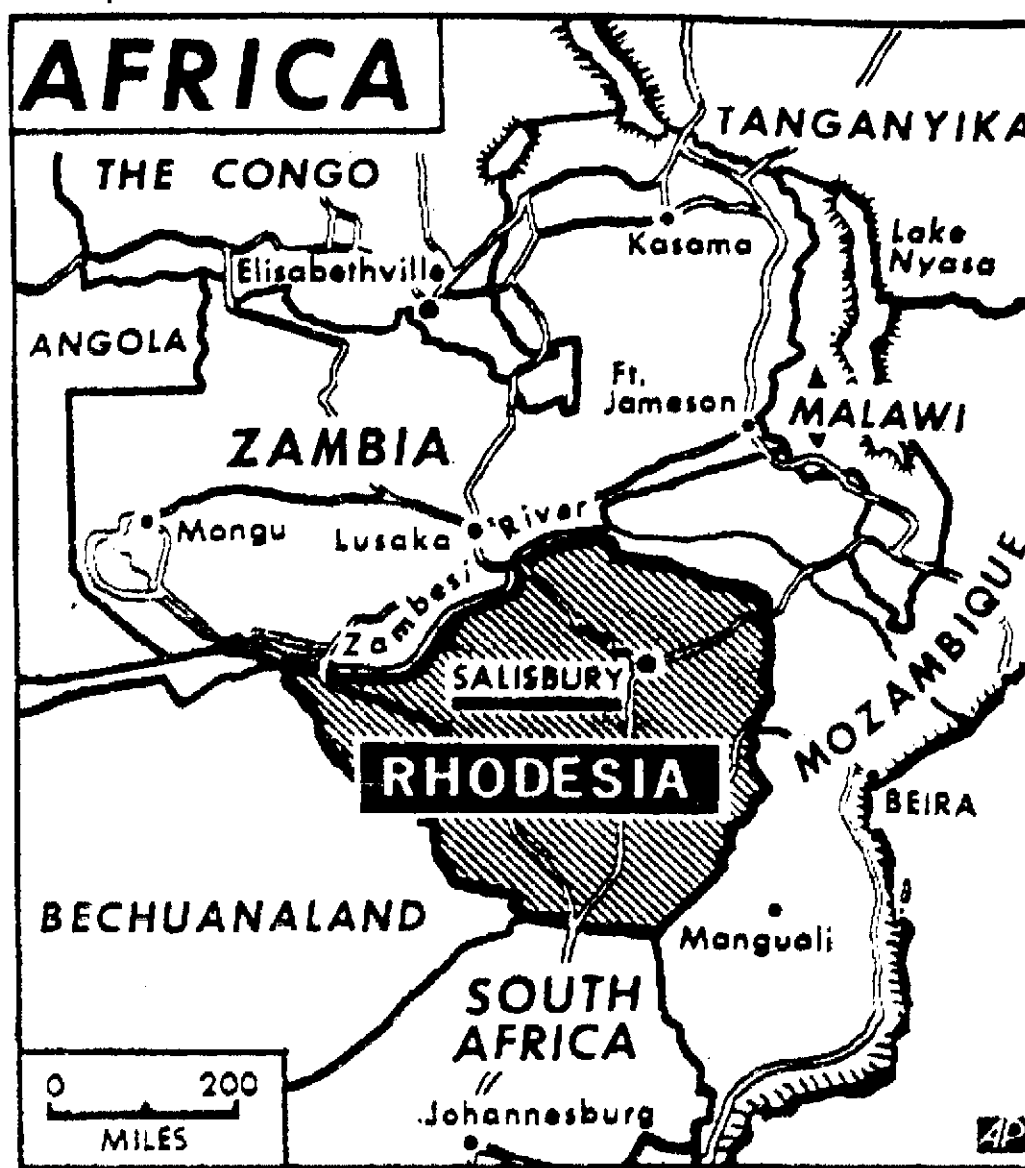 AFRICA
TANGANYIKA
THE CONGO
Kasama
Lake
Nyasa
Elisabethville
ANGOLA
Ft.
Jameson
MALAWI
ZAMBIA
Mongu
Lusaka
Zambesi River
MOZAMBIQUE
SALISBURY
RHODESIA
BEIRA
BECHUANALAND
Manguali
SOUTH
AFRICA
0 200
MILES
Johannesburg
AP